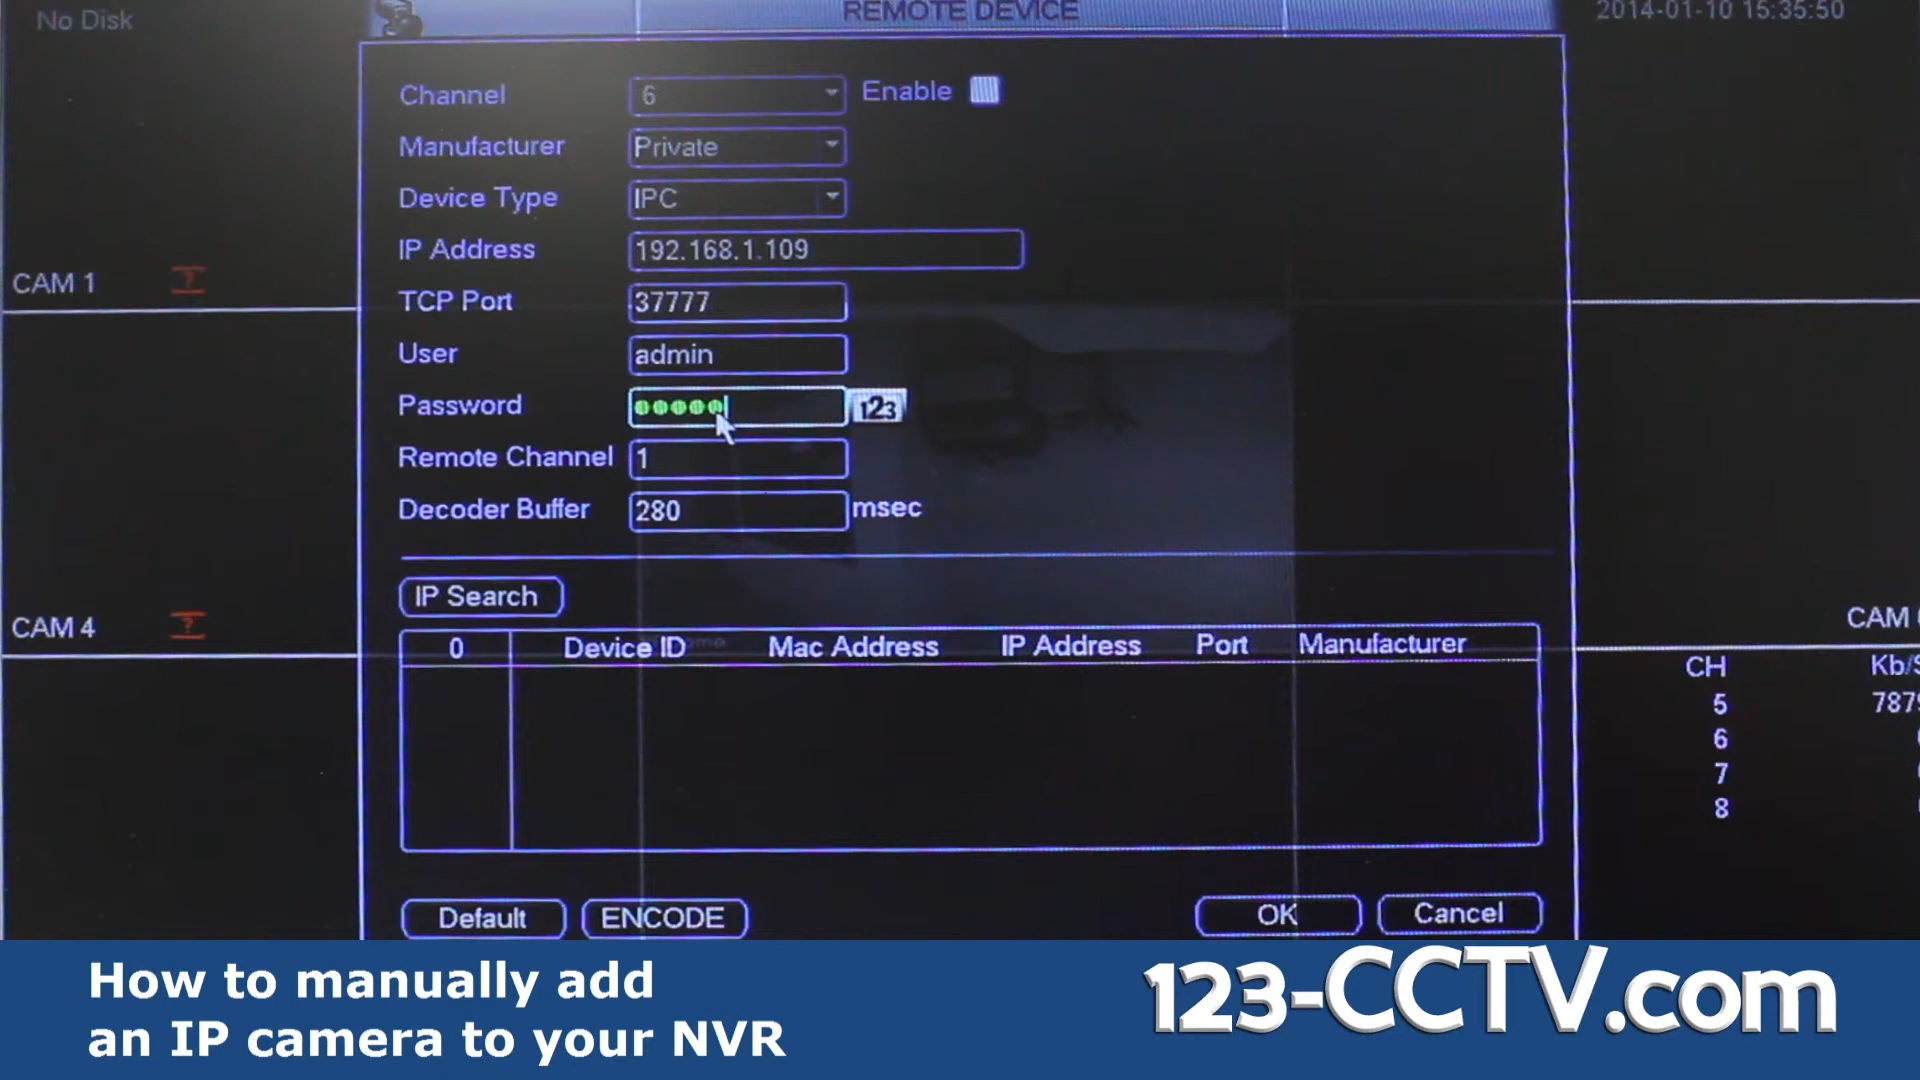 No Disk
REMOTE DEVICE
2014-01-10 15:35:50
Channel 6 Enable
Manufacturer Private
Device Type IPC
IP Address 192.168.1.109
CAM 1 ?
TCP Port 37777
User admin
Password 123
Remote Channel 1
Decoder Buffer 280 msec
IP Search
CAM 4 ?
CAM
0 Device ID Mac Address IP Address Port Manufacturer
CH Kb/S
5 787
6
7
8
Default ENCODE OK Cancel
How to manually add
an IP camera to your NVR
123-CCTV.com